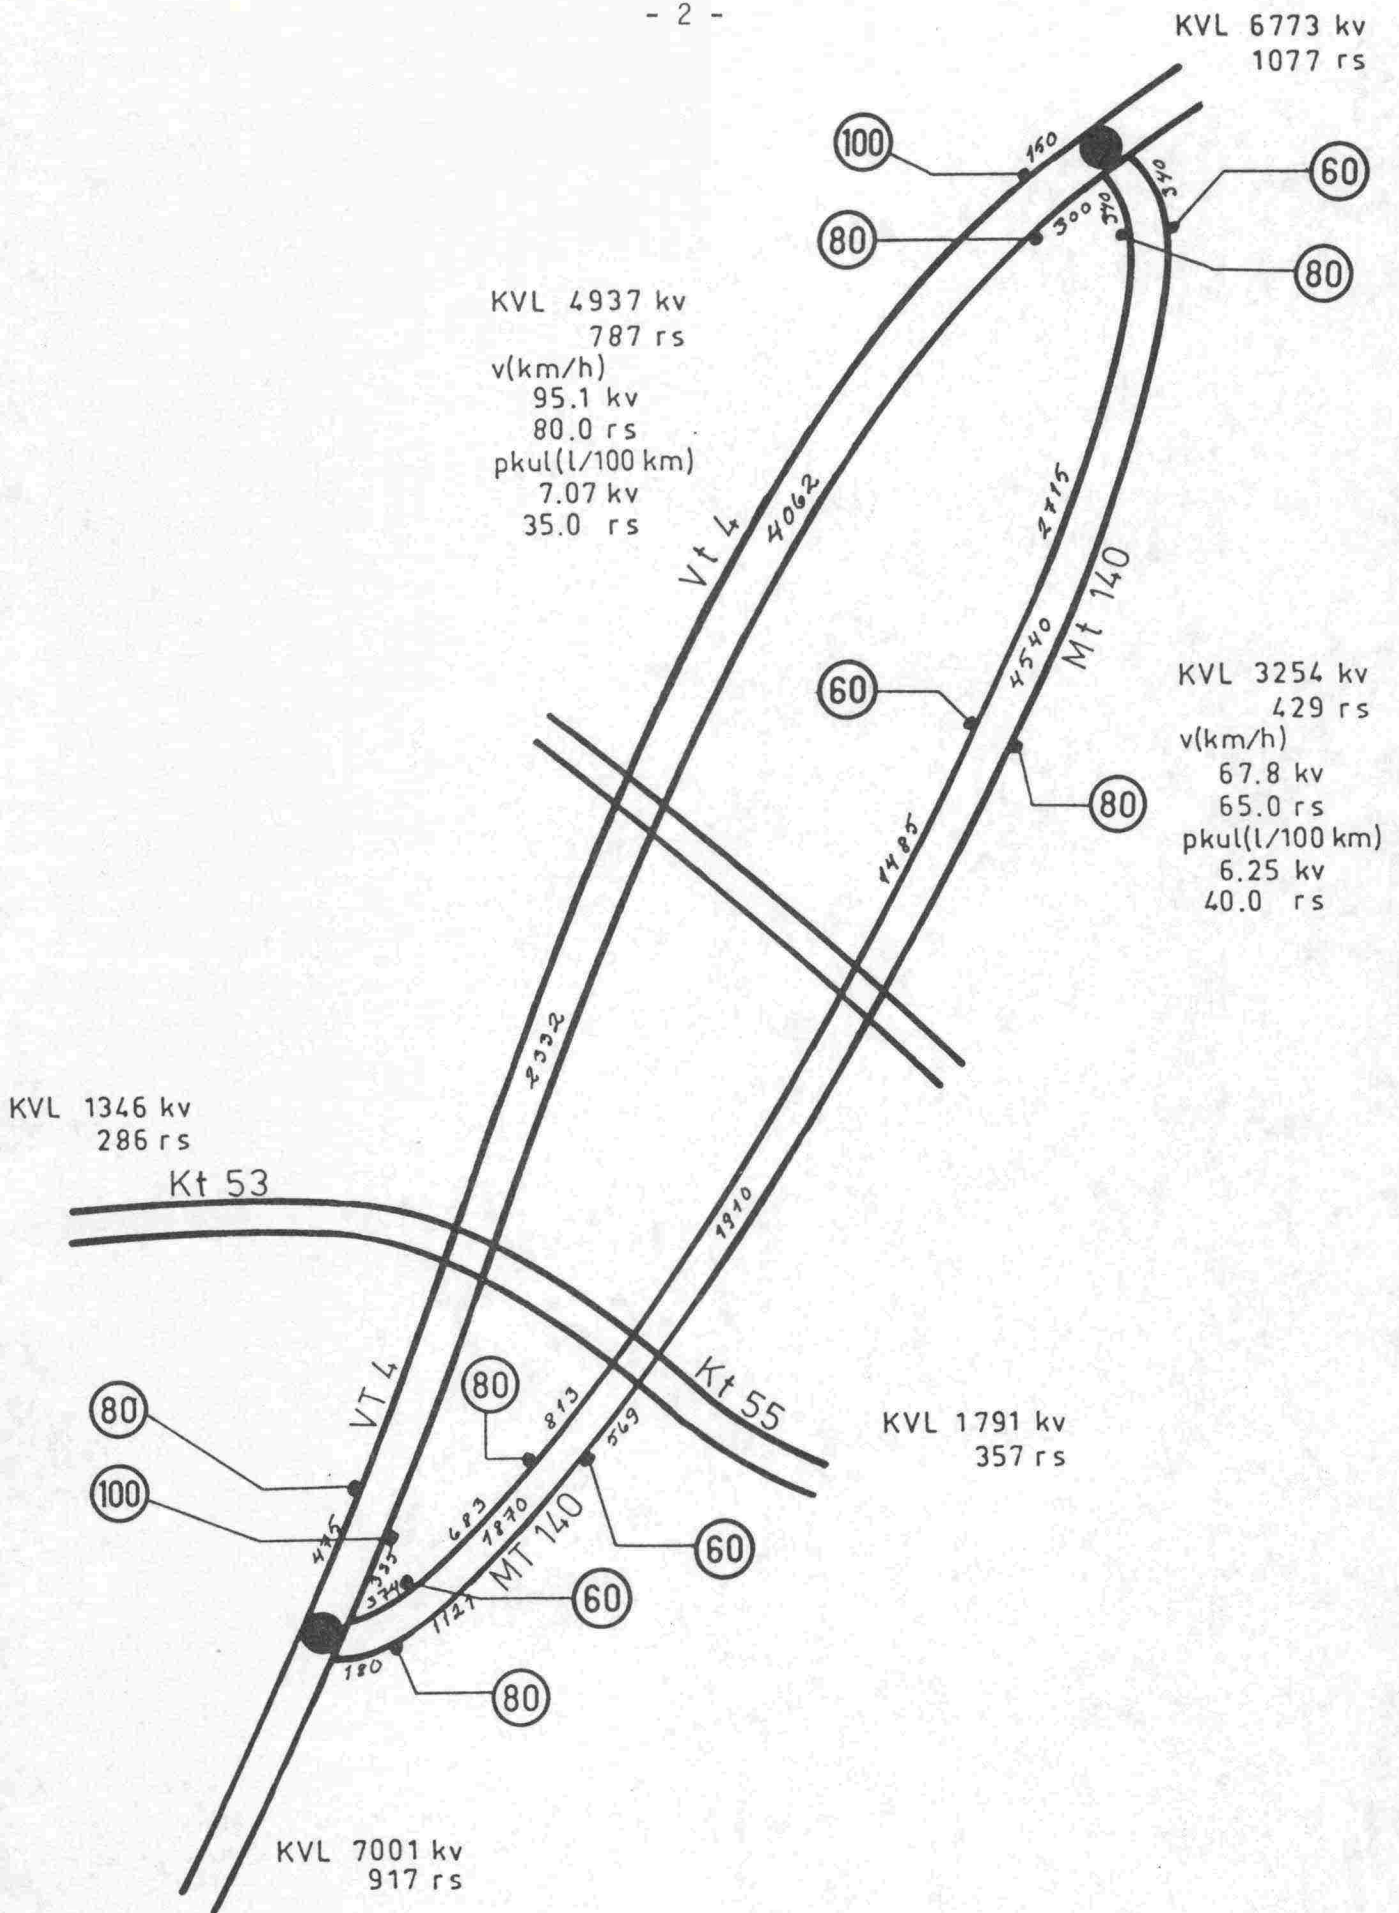 - 2 -
KVL 6773 kv
1077 rs
100
150
60
340
80
300
340
80
KVL 4937 kv
787 rs
v(km/h)
95.1 kv
80.0 rs
pkul(l/100 km)
7.07 kv
35.0 rs
4062
Vt 4
2715
Mt 140
4540
60
KVL 3254 kv
429 rs
v(km/h)
67.8 kv
65.0 rs
pkul(l/100 km)
6.25 kv
40.0 rs
80
1485
2332
KVL 1346 kv
286 rs
Kt 53
1910
VT 4
80
80
Kt 55
813
569
KVL 1791 kv
357 rs
100
683
1870
MT 140
475
335
374
60
60
1121
180
80
KVL 7001 kv
917 rs